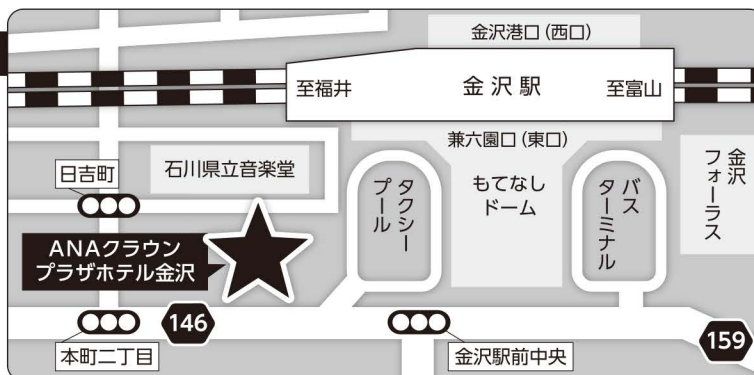 金沢港口(西口)
至福井
金沢駅
至富山
兼六園口(東口)
日吉町
石川県立音楽堂
タクシー
プール
もてなし
ドーム
バス
ターミナル
金沢
フォーラス
ANAクラウン
プラザホテル金沢
146
159
本町二丁目
金沢駅前中央